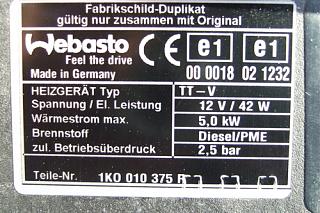 Fabrikschild-Duplikat
gültig nur zusammen mit Original
Webasto CE e1 e1
Feel the drive
Made in Germany 00 0018 02 1232
HEIZGERÄT Typ TT-V
Spannung / El. Leistung 12 V / 42 W
Wärmestrom max. 5,0 kW
Brennstoff Diesel/PME
zul. Betriebsüberdruck 2,5 bar
Teile-Nr. 1K0 010 375